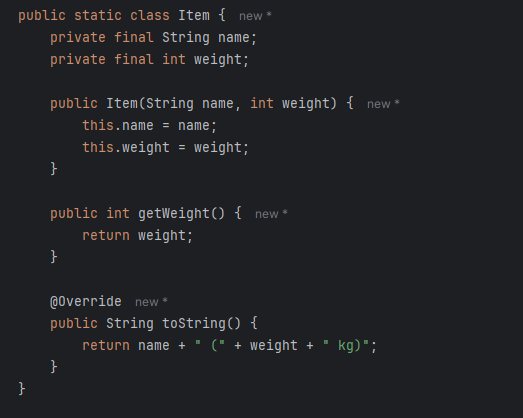 public static class Item { new *
    private final String name;
    private final int weight;

    public Item(String name, int weight) { new *
        this.name = name;
        this.weight = weight;
    }

    public int getWeight() { new *
        return weight;
    }

    @Override new *
    public String toString() {
        return name + " (" + weight + " kg)";
    }
}